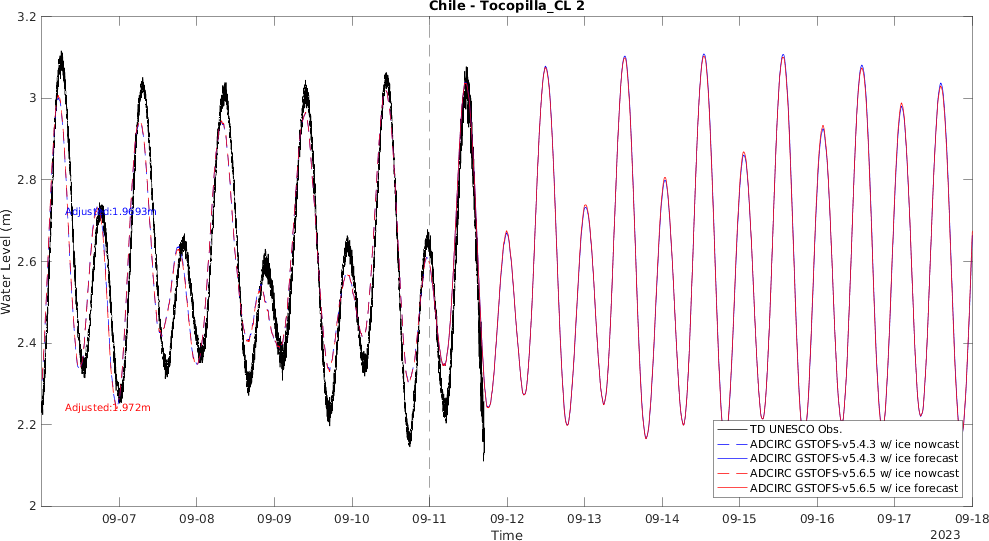 Chile - Tocopilla_CL 2
3.2
3
2.8
2.6
2.4
2.2
2
Water Level (m)
Adjusted:1.9693m
Adjusted:1.972m
TD UNESCO Obs.
ADCIRC GSTOFS-v5.4.3 w/ ice nowcast
ADCIRC GSTOFS-v5.4.3 w/ ice forecast
ADCIRC GSTOFS-v5.6.5 w/ ice nowcast
ADCIRC GSTOFS-v5.6.5 w/ ice forecast
09-07 09-08 09-09 09-10 09-11 09-12 09-13 09-14 09-15 09-16 09-17 09-18
Time
2023